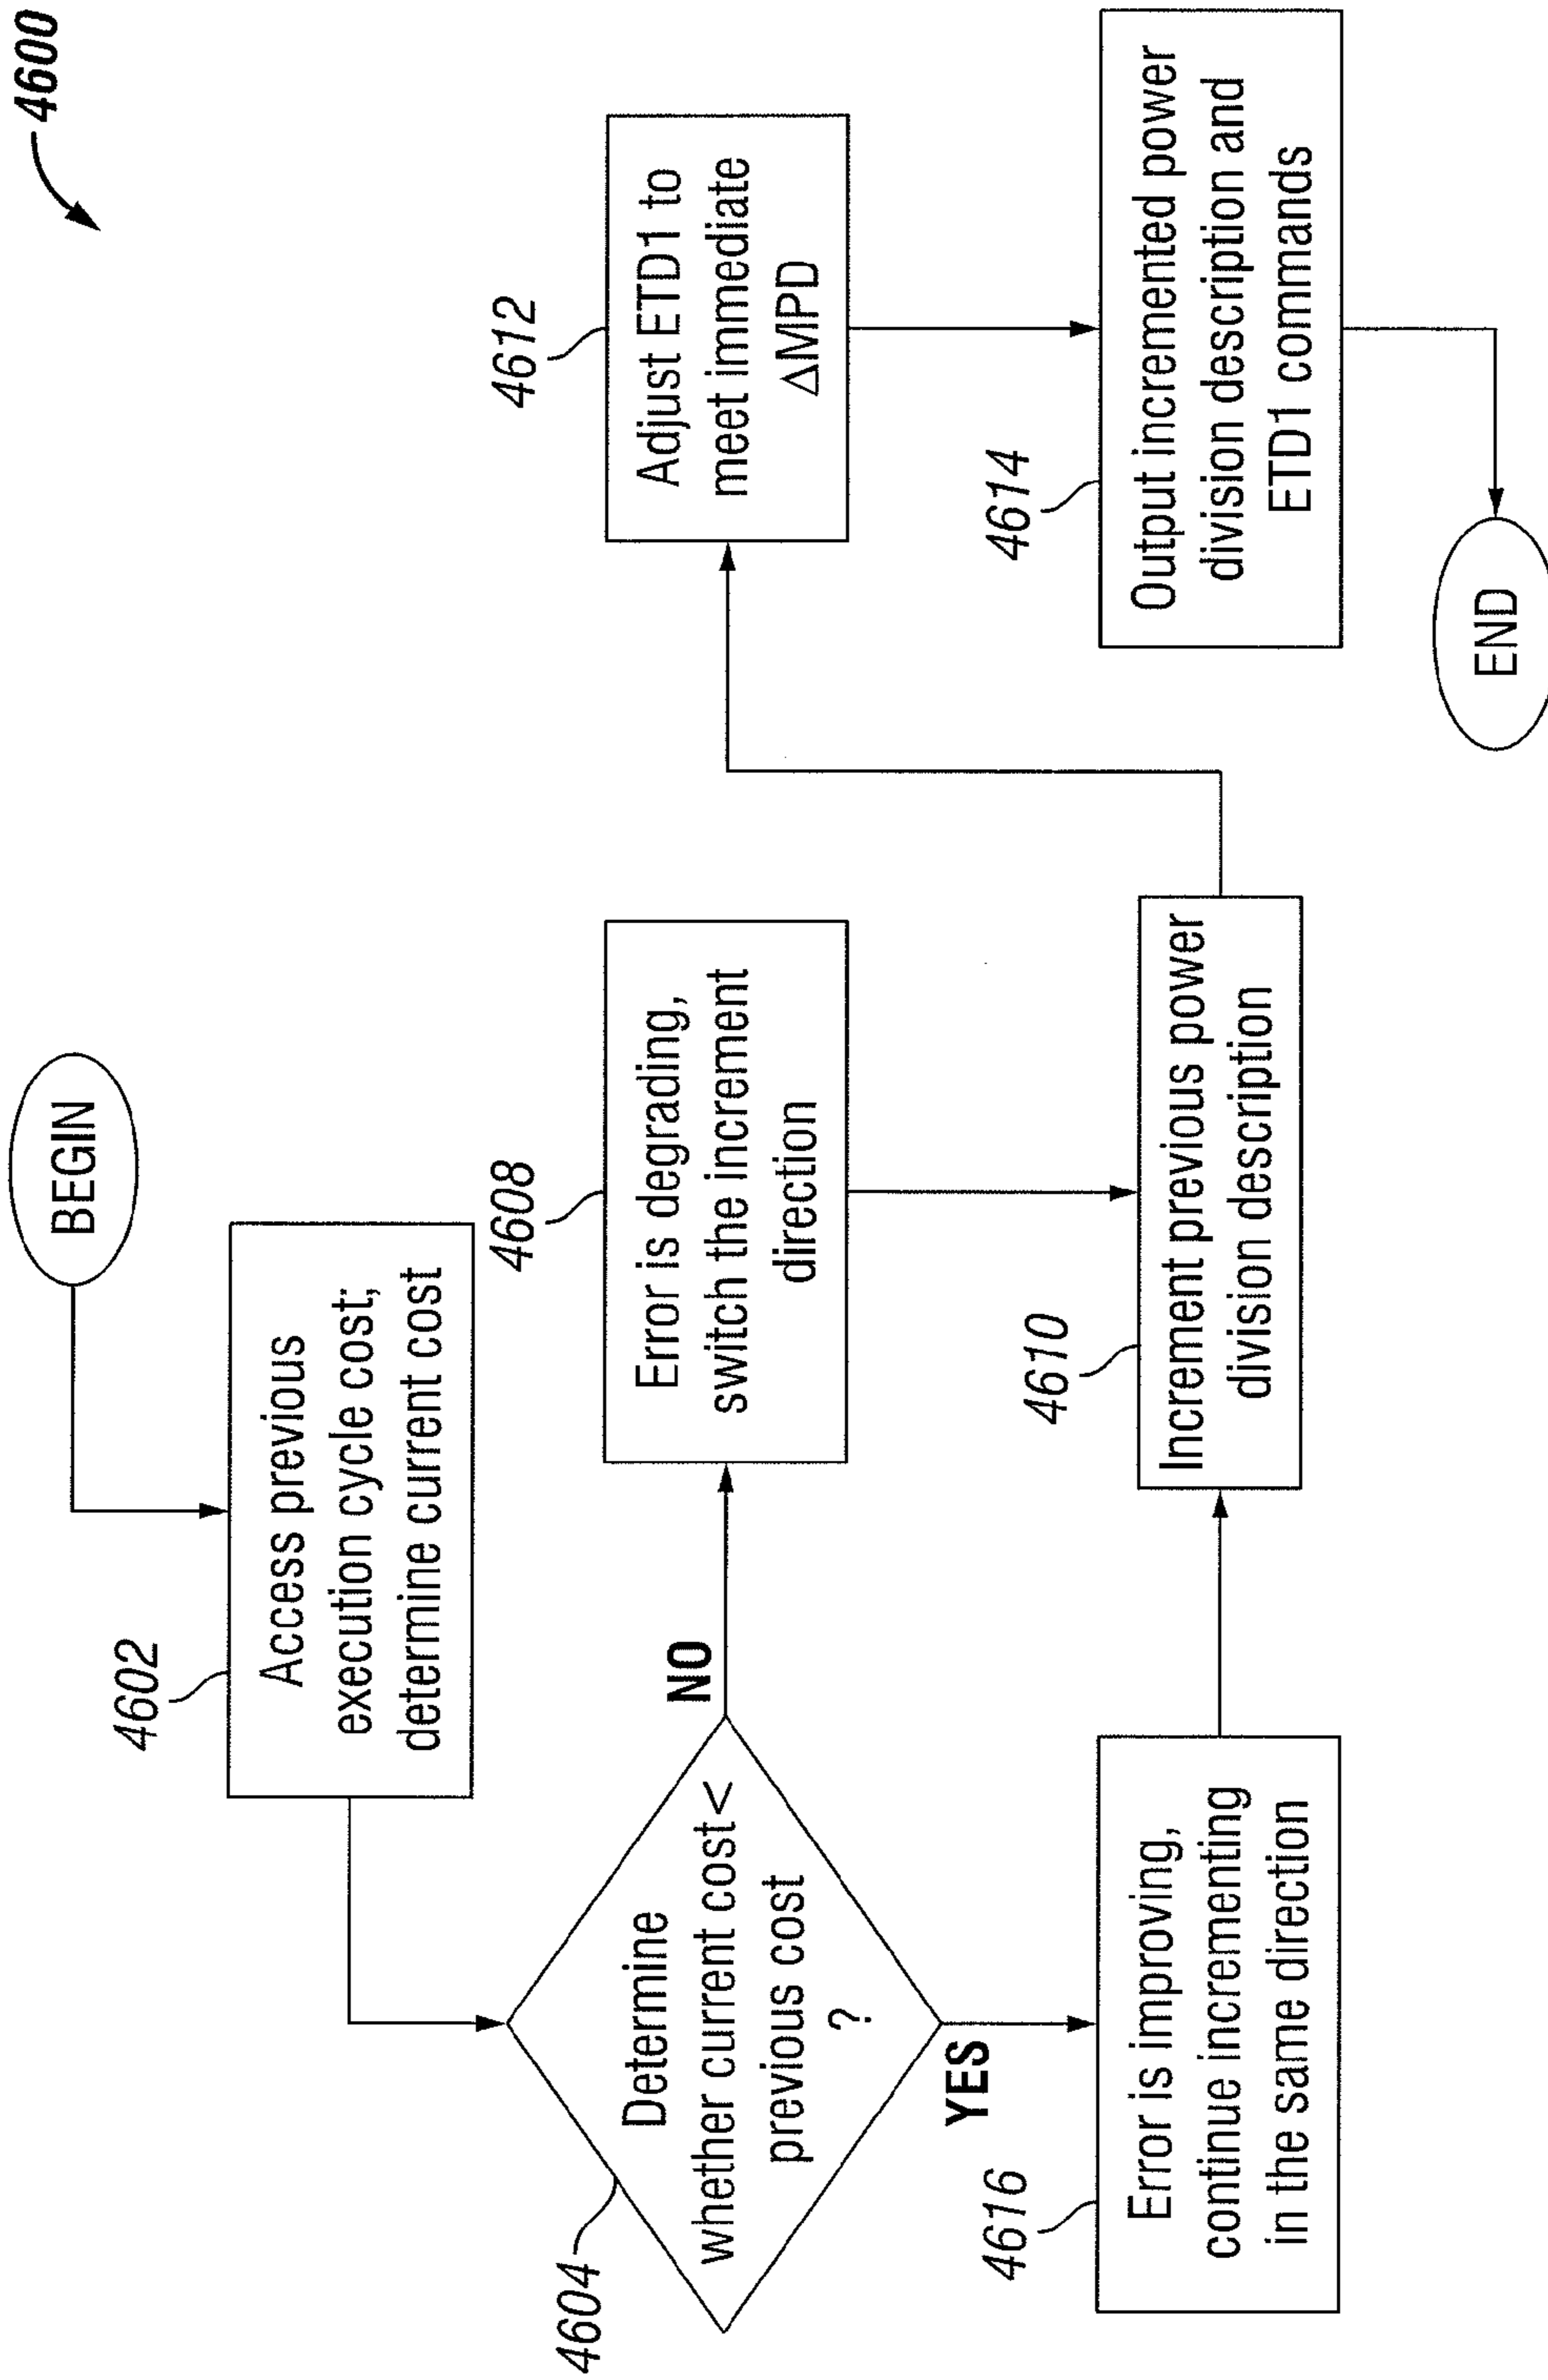 4600
BEGIN
4602
Access previous
execution cycle cost;
determine current cost
4604
Determine
whether current cost<
previous cost
?
NO
YES
4608
Error is degrading,
switch the increment
direction
4616
Error is improving,
continue incrementing
in the same direction
4610
Increment previous power
division description
4612
Adjust ETD1 to
meet immediate
ΔMPD
4614
Output incremented power
division description and
ETD1 commands
END